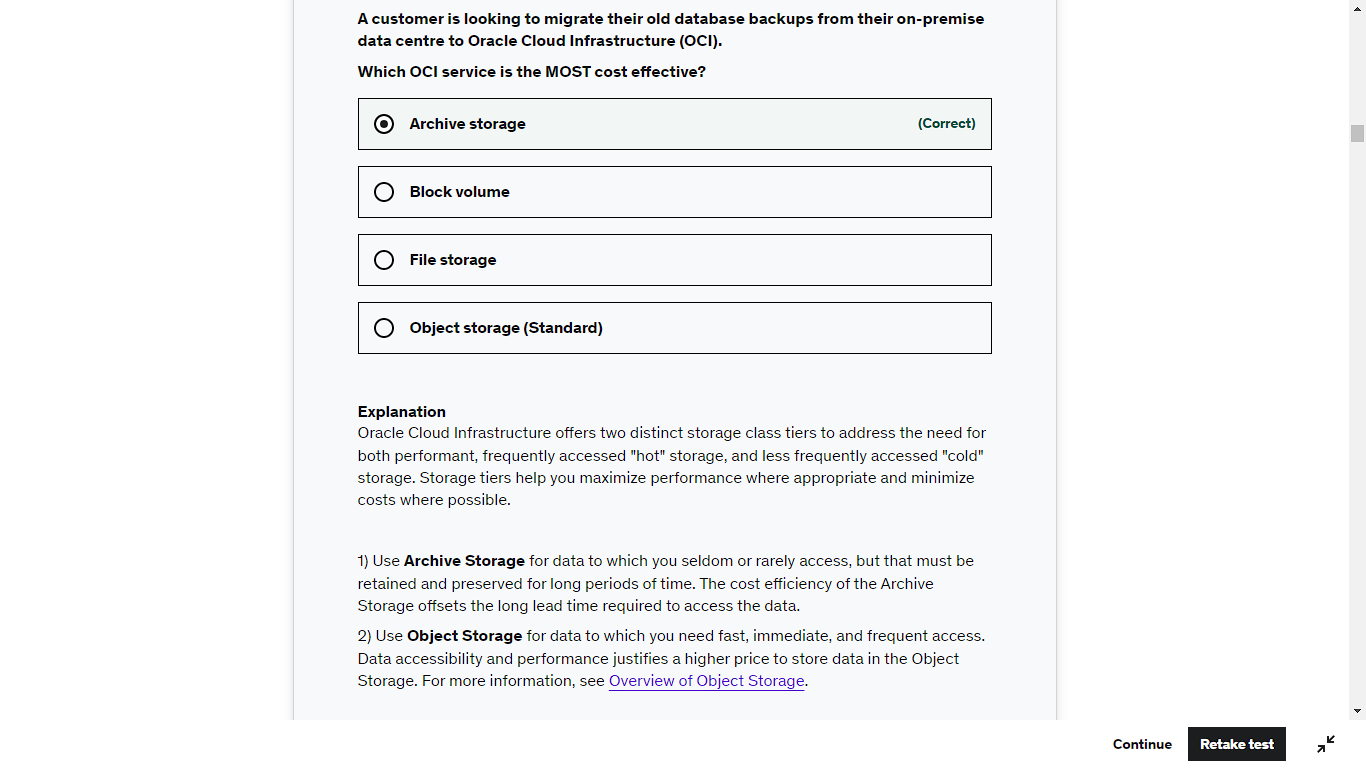 A customer is looking to migrate their old database backups from their on-premise
data centre to Oracle Cloud Infrastructure (OCI).
Which OCI service is the MOST cost effective?
Archive storage (Correct)
Block volume
File storage
Object storage (Standard)
Explanation
Oracle Cloud Infrastructure offers two distinct storage class tiers to address the need for
both performant, frequently accessed "hot" storage, and less frequently accessed "cold"
storage. Storage tiers help you maximize performance where appropriate and minimize
costs where possible.
1) Use Archive Storage for data to which you seldom or rarely access, but that must be
retained and preserved for long periods of time. The cost efficiency of the Archive
Storage offsets the long lead time required to access the data.
2) Use Object Storage for data to which you need fast, immediate, and frequent access.
Data accessibility and performance justifies a higher price to store data in the Object
Storage. For more information, see Overview of Object Storage.
Continue Retake test